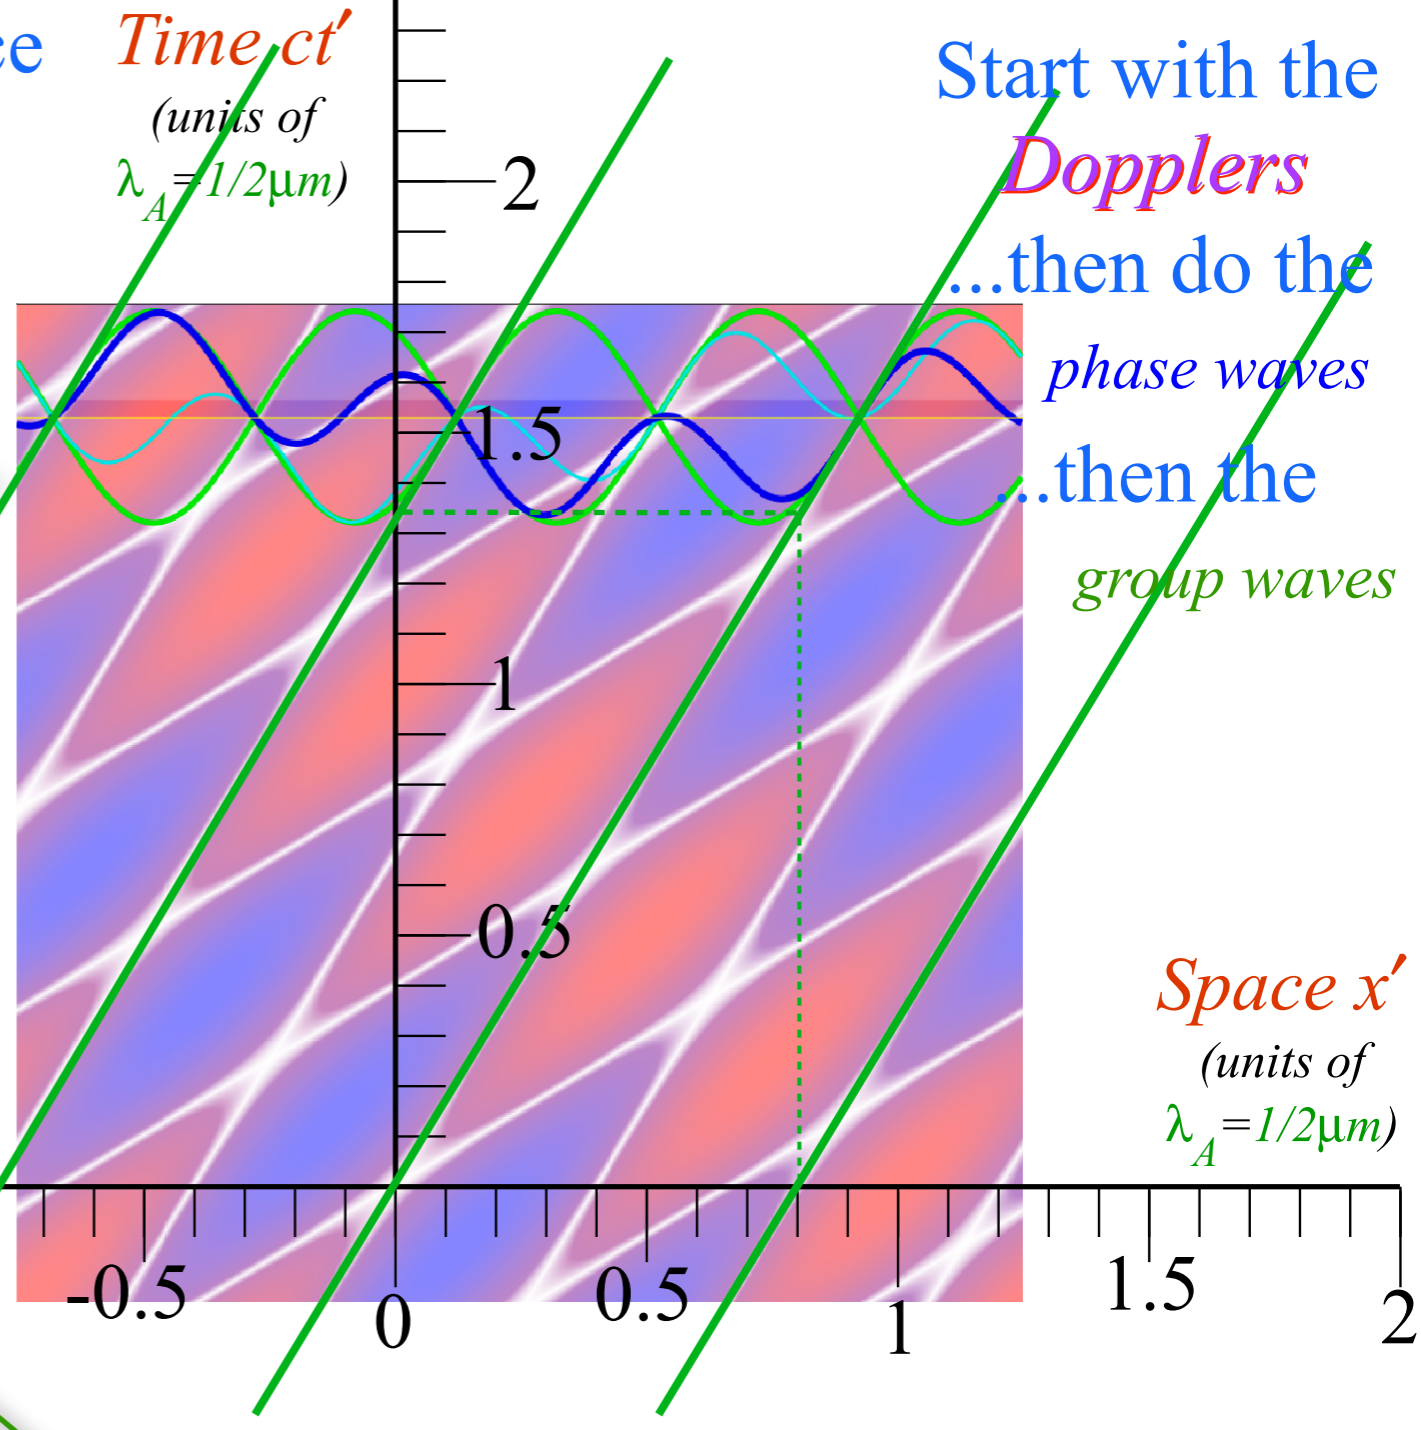 ce
Time ct′
(units of
λA=1/2μm)
Start with the
Dopplers
...then do the
phase waves
...then the
group waves
2
1.5
1
0.5
Space x′
(units of
λA=1/2μm)
-0.5
0
0.5
1
1.5
2